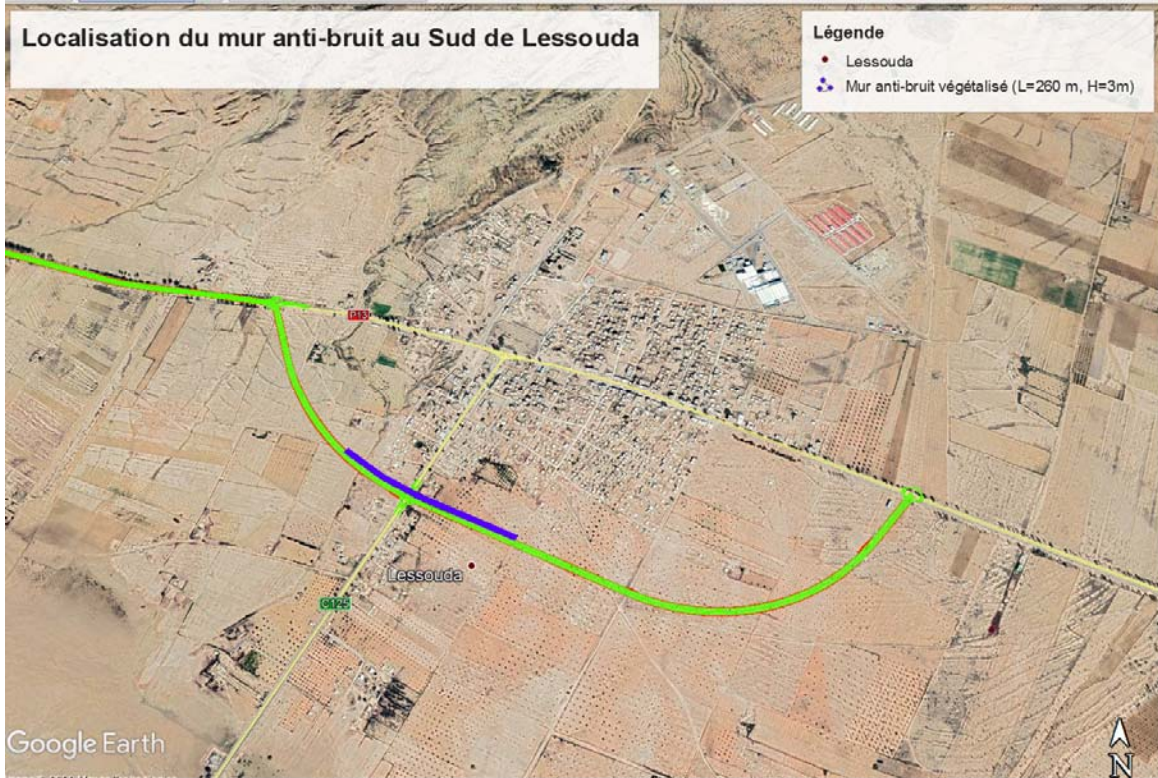 Localisation du mur anti-bruit au Sud de Lessouda
Légende
Lessouda
Mur anti-bruit végétalisé (L=260 m, H=3m)
P13
Lessouda
C125
Google Earth
N